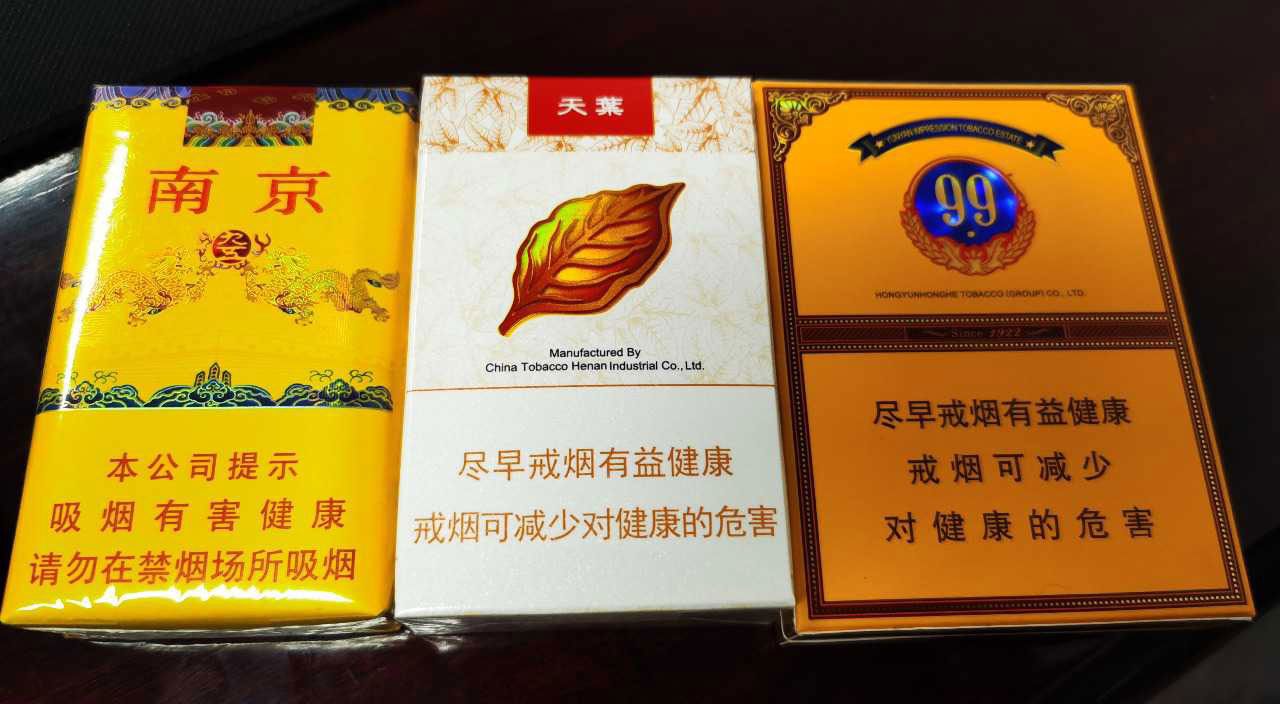 南京
本公司提示
吸烟有害健康
请勿在禁烟场所吸烟
天葉
Manufactured By
China Tobacco Henan Industrial Co., Ltd.
尽早戒烟有益健康
戒烟可减少对健康的危害
YUNNAN IMPRESSION TOBACCO ESTATE
99
HONGYUNHONGHE TOBACCO (GROUP) CO., LTD.
Since 1922
尽早戒烟有益健康
戒烟可减少
对健康的危害